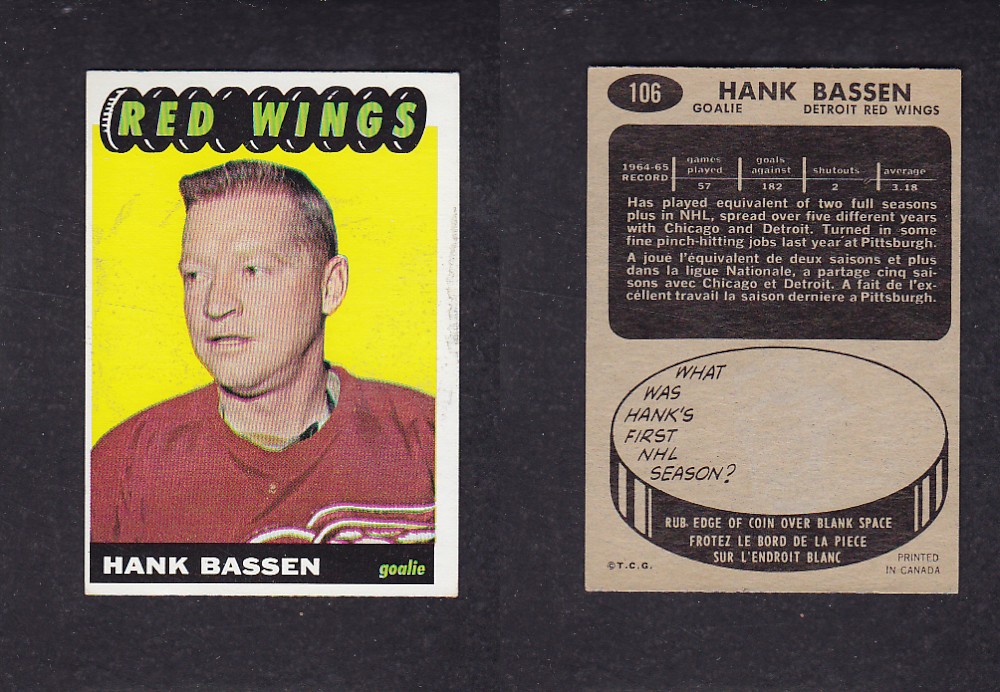 RED WINGS
HANK BASSEN
goalie
106
HANK BASSEN
GOALIE DETROIT RED WINGS
1964-65 RECORD
games played
57
goals against
182
shutouts
2
average
3.18
Has played equivalent of two full seasons
plus in NHL, spread over five different years
with Chicago and Detroit. Turned in some
fine pinch-hitting jobs last year at Pittsburgh.
A joué l'équivalent de deux saisons et plus
dans la ligue Nationale, a partage cinq sai-
sons avec Chicago et Detroit. A fait de l'ex-
céllent travail la saison derniere a Pittsburgh.
WHAT
WAS
HANK'S
FIRST
NHL
SEASON?
RUB EDGE OF COIN OVER BLANK SPACE
FROTEZ LE BORD DE LA PIECE
SUR L'ENDROIT BLANC
©T.C.G.
PRINTED
IN CANADA